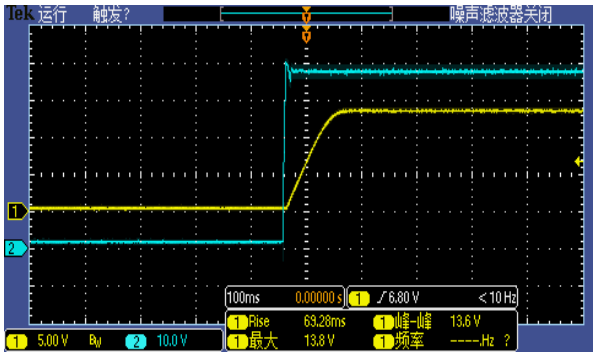 Tek 运行 触发? 噪声滤波器关闭
1
2
100ms 0.00000 s 1 ∫ 6.80 V < 10 Hz
1 Rise 69.28ms 1 峰-峰 13.6 V
1 5.00 V BW 2 10.0 V 1 最大 13.8 V 1 频率 ----.Hz ?